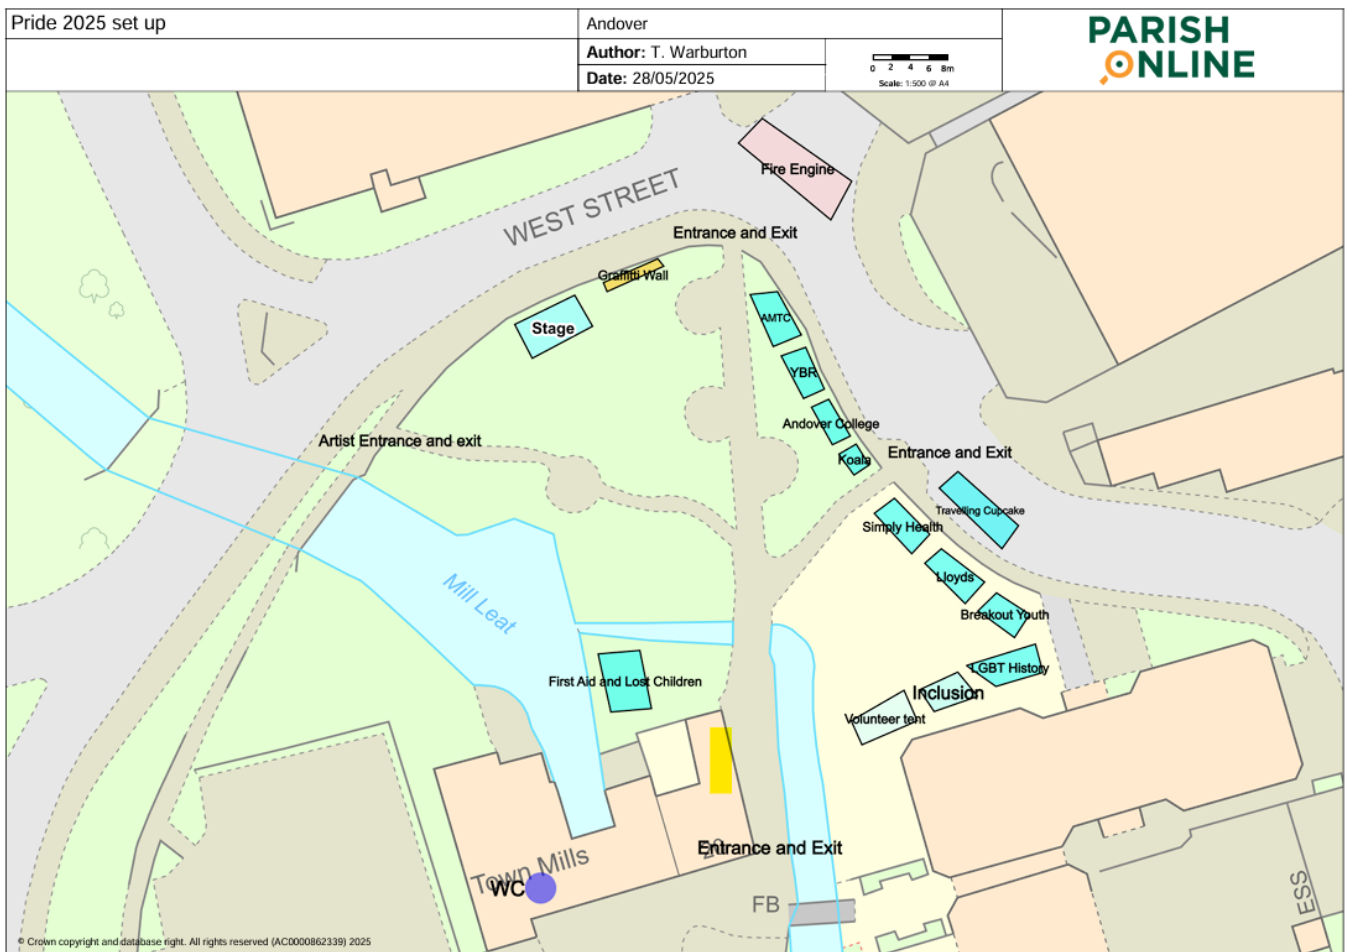 Pride 2025 set up
Andover
Author: T. Warburton
Date: 28/05/2025
0 2 4 6 8m
Scale: 1:500 @ A4
PARISH
ONLINE
Fire Engine
WEST STREET
Entrance and Exit
Graffitti Wall
Stage
AMTC
YBR
Andover College
Artist Entrance and exit
Koala
Entrance and Exit
Travelling Cupcake
Simply Health
Lloyds
Mill Leat
Breakout Youth
LGBT History
First Aid and Lost Children
Inclusion
Volunteer tent
Entrance and Exit
Town Mills
WC
FB
ESS
© Crown copyright and database right. All rights reserved (AC0000862339) 2025